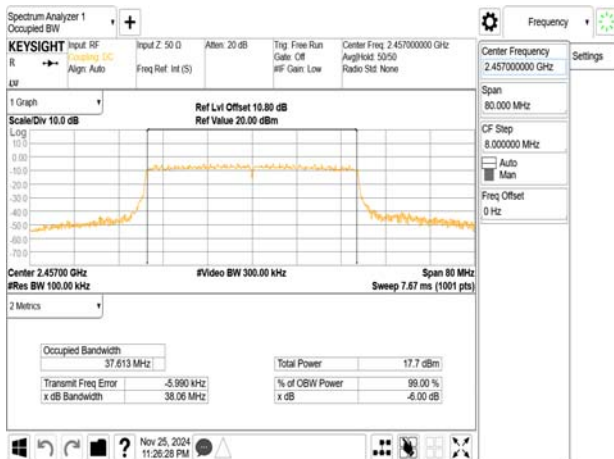 Spectrum Analyzer 1
Occupied BW
Frequency
KEYSIGHT Input: RF Input Z: 50 Ω Atten: 20 dB Trig: Free Run Center Freq: 2.457000000 GHz
R Coupling: DC Gate: Off Avg|Hold: 50/50
Align: Auto Freq Ref: Int (S) #IF Gain: Low Radio Std: None
LXI
Center Frequency
2.457000000 GHz
Settings
Span
80.000 MHz
CF Step
8.000000 MHz
Auto
Man
Freq Offset
0 Hz
1 Graph
Ref Lvl Offset 10.80 dB
Scale/Div 10.0 dB Ref Value 20.00 dBm
Log
10.0
0.00
-10.0
-20.0
-30.0
-40.0
-50.0
-60.0
-70.0
Center 2.45700 GHz #Video BW 300.00 kHz Span 80 MHz
#Res BW 100.00 kHz Sweep 7.67 ms (1001 pts)
2 Metrics
Occupied Bandwidth
37.613 MHz Total Power 17.7 dBm
Transmit Freq Error -5.990 kHz % of OBW Power 99.00 %
x dB Bandwidth 38.06 MHz x dB -6.00 dB
Nov 25, 2024
11:26:28 PM